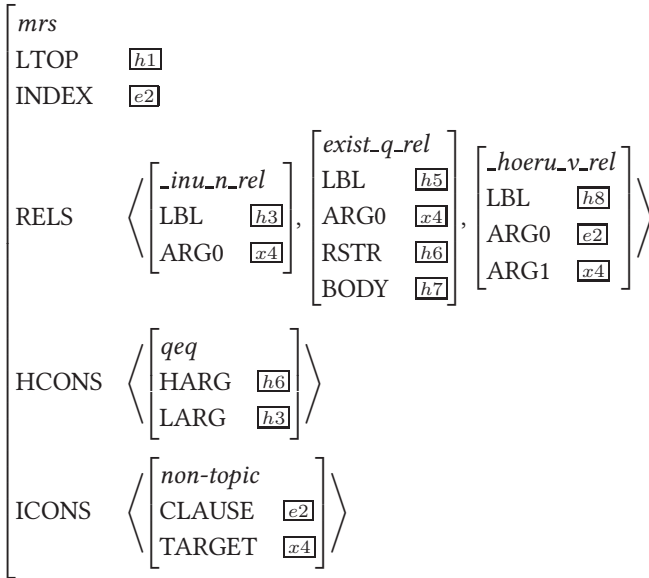 mrs
LTOP h1
INDEX e2
RELS
_inu_n_rel
LBL h3
ARG0 x4
,
exist_q_rel
LBL h5
ARG0 x4
RSTR h6
BODY h7
,
_hoeru_v_rel
LBL h8
ARG0 e2
ARG1 x4
HCONS
qeq
HARG h6
LARG h3
ICONS
non-topic
CLAUSE e2
TARGET x4